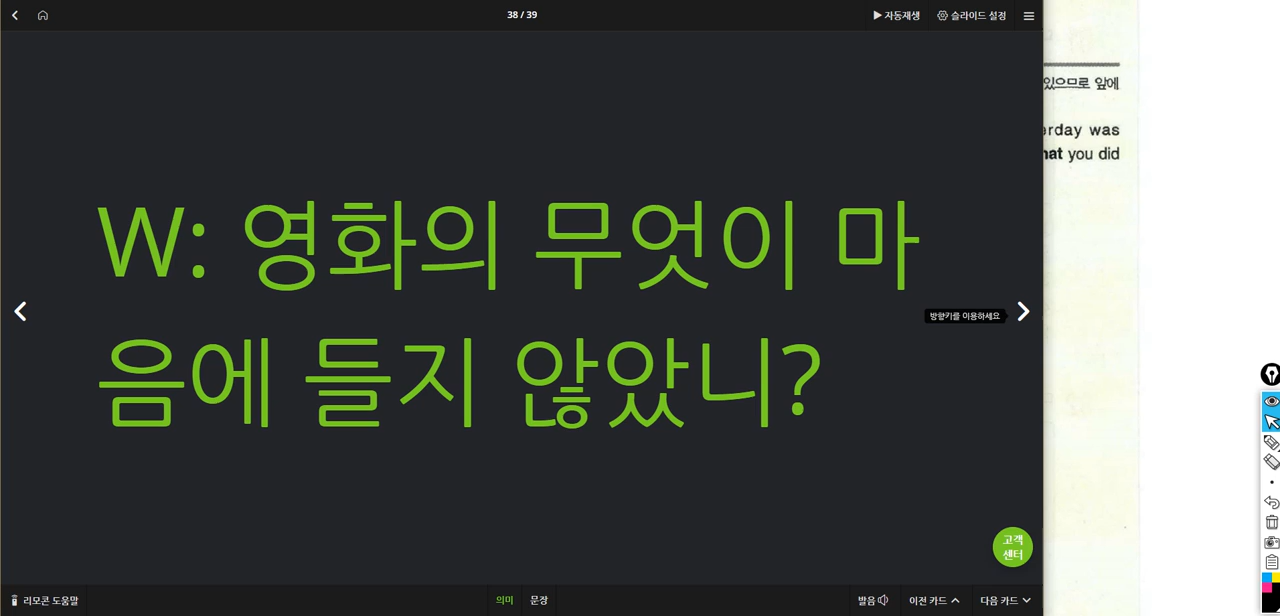 38 / 39
자동재생
슬라이드 설정
있으므로 앞에
rday was
hat you did
W: 영화의 무엇이 마
음에 들지 않았니?
방향키를 이용하세요
고객
센터
리모콘 도움말
의미
문장
발음
이전 카드
다음 카드